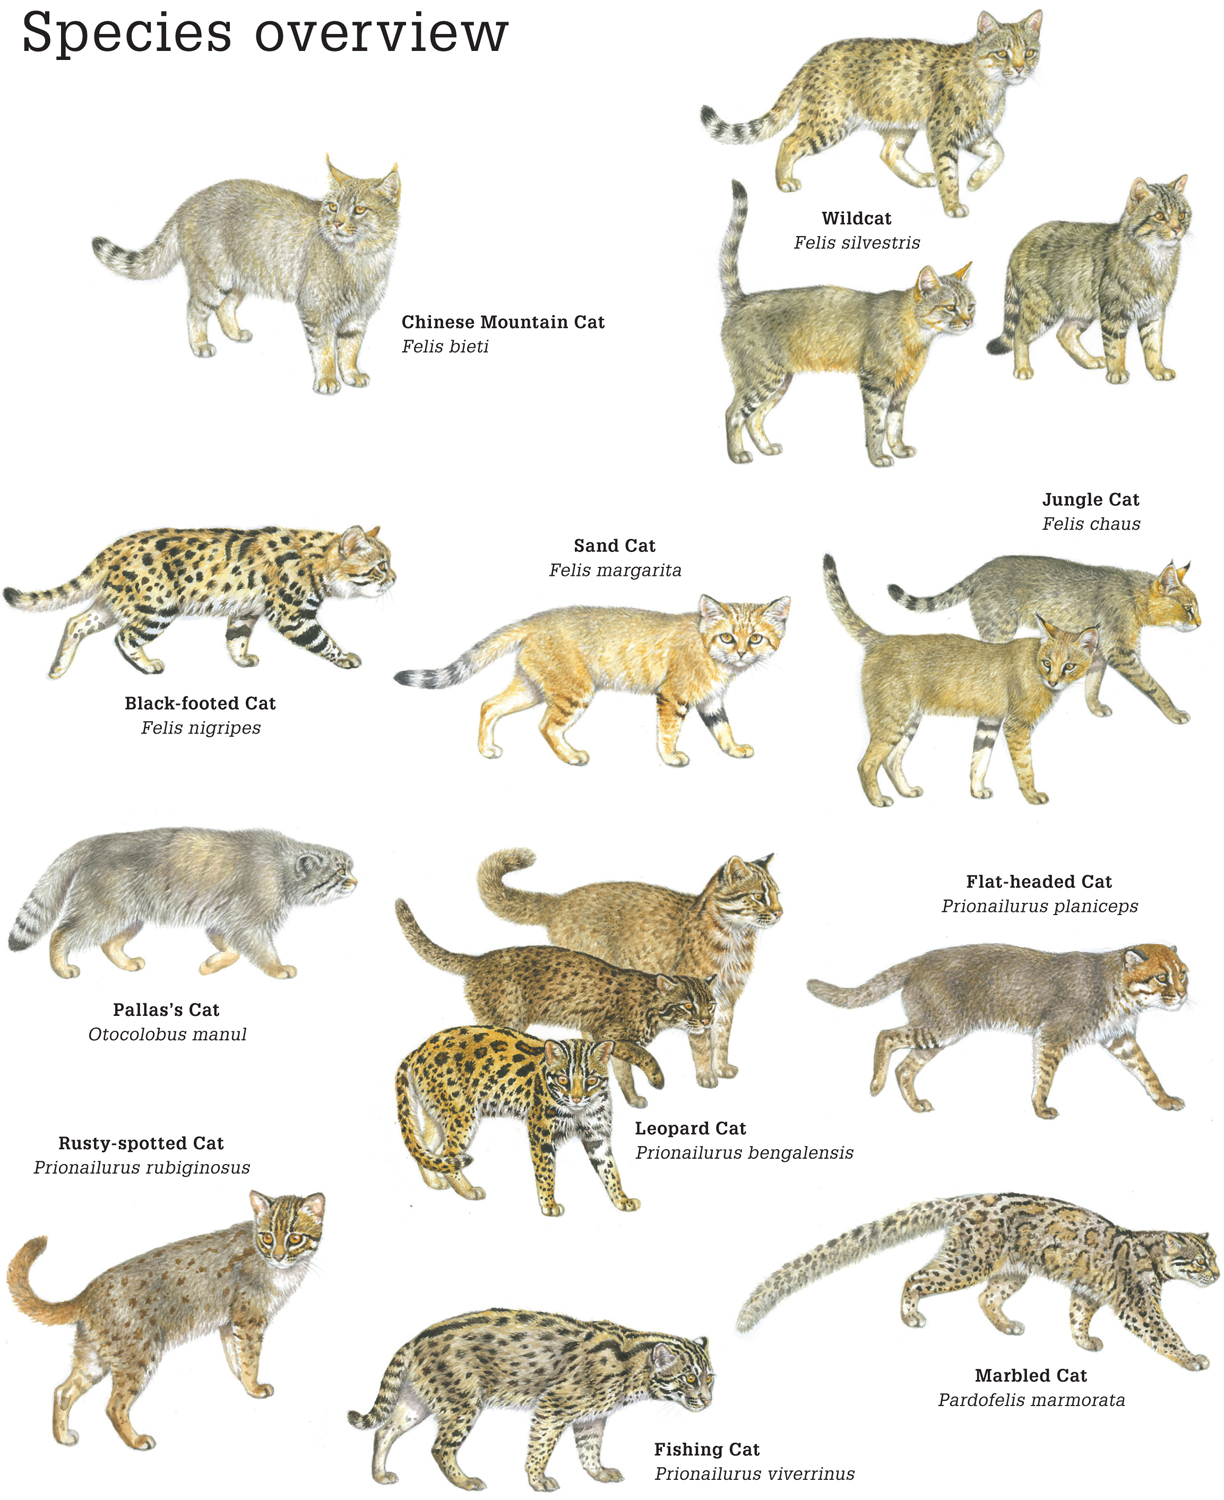 Species overview
Wildcat
Felis silvestris
Chinese Mountain Cat
Felis bieti
Jungle Cat
Felis chaus
Sand Cat
Felis margarita
Black-footed Cat
Felis nigripes
Flat-headed Cat
Prionailurus planiceps
Pallas's Cat
Otocolobus manul
Leopard Cat
Prionailurus bengalensis
Rusty-spotted Cat
Prionailurus rubiginosus
Marbled Cat
Pardofelis marmorata
Fishing Cat
Prionailurus viverrinus